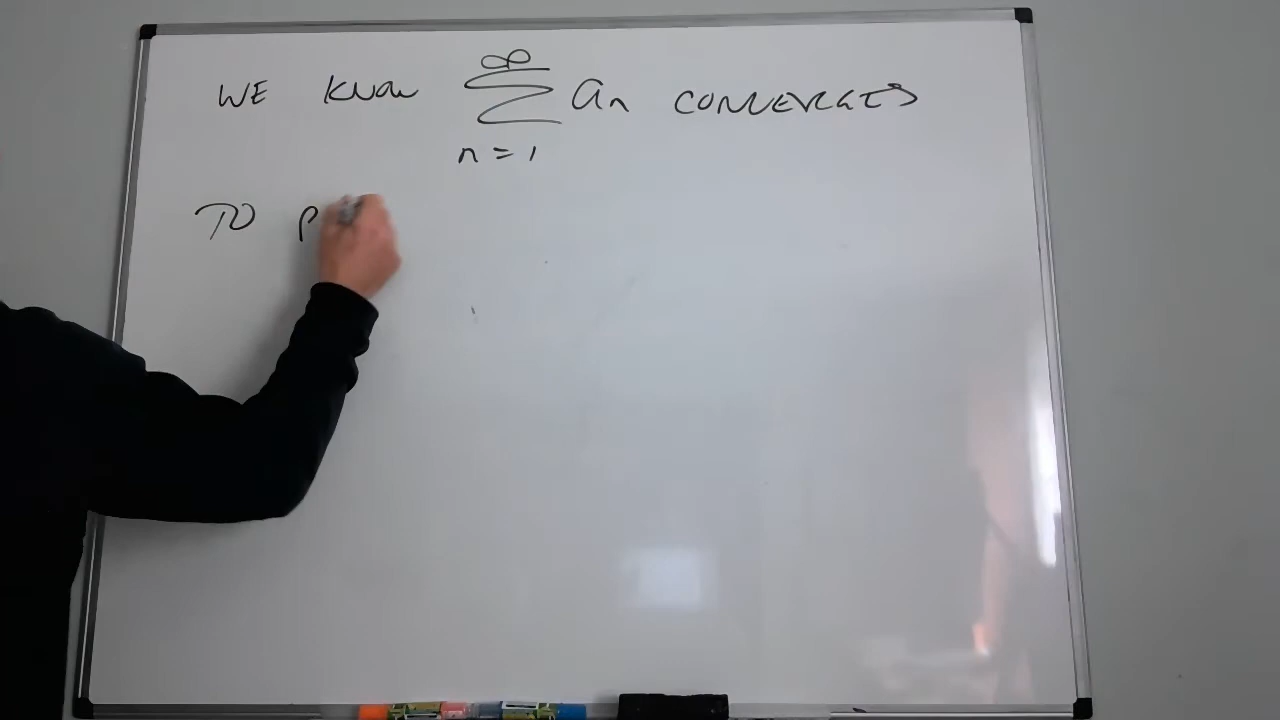 WE KNOW ∞∑n=1 an CONVERGES
TO P